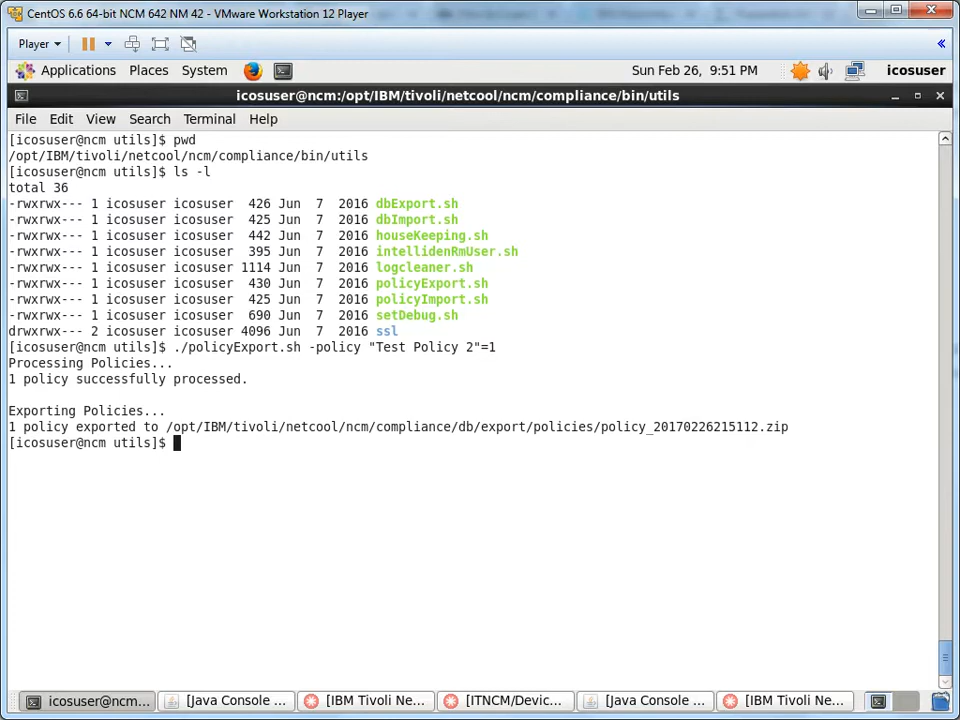 CentOS 6.6 64-bit NCM 642 NM 42 - VMware Workstation 12 Player
Player
Applications Places System Sun Feb 26, 9:51 PM icosuser
icosuser@ncm:/opt/IBM/tivoli/netcool/ncm/compliance/bin/utils
File Edit View Search Terminal Help
[icosuser@ncm utils]$ pwd
/opt/IBM/tivoli/netcool/ncm/compliance/bin/utils
[icosuser@ncm utils]$ ls -l
total 36
-rwxrwx--- 1 icosuser icosuser  426 Jun  7  2016 dbExport.sh
-rwxrwx--- 1 icosuser icosuser  425 Jun  7  2016 dbImport.sh
-rwxrwx--- 1 icosuser icosuser  442 Jun  7  2016 houseKeeping.sh
-rwxrwx--- 1 icosuser icosuser  395 Jun  7  2016 intellidenRmUser.sh
-rwxrwx--- 1 icosuser icosuser 1114 Jun  7  2016 logcleaner.sh
-rwxrwx--- 1 icosuser icosuser  430 Jun  7  2016 policyExport.sh
-rwxrwx--- 1 icosuser icosuser  425 Jun  7  2016 policyImport.sh
-rwxrwx--- 1 icosuser icosuser  690 Jun  7  2016 setDebug.sh
drwxrwx--- 2 icosuser icosuser 4096 Jun  7  2016 ssl
[icosuser@ncm utils]$ ./policyExport.sh -policy "Test Policy 2"=1
Processing Policies...
1 policy successfully processed.
Exporting Policies...
1 policy exported to /opt/IBM/tivoli/netcool/ncm/compliance/db/export/policies/policy_20170226215112.zip
[icosuser@ncm utils]$
icosuser@ncm... [Java Console ... [IBM Tivoli Ne... [ITNCM/Devic... [Java Console ... [IBM Tivoli Ne...